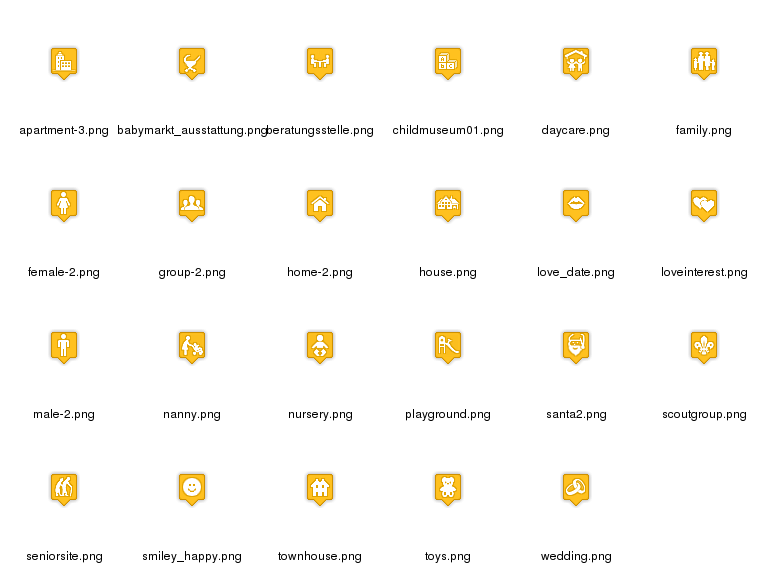 apartment-3.png babymarkt_ausstattung.png beratungsstelle.png childmuseum01.png daycare.png family.png
female-2.png group-2.png home-2.png house.png love_date.png loveinterest.png
male-2.png nanny.png nursery.png playground.png santa2.png scoutgroup.png
seniorsite.png smiley_happy.png townhouse.png toys.png wedding.png